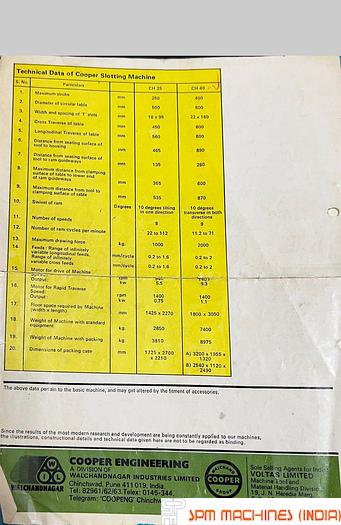 Technical Data of Cooper Slotting Machine
S. No. Particulars CH 25 CH 40
1. Maximum stroke mm 250 400
2. Diameter of circular table mm 500 800
3. Width and spacing of 'T' slots mm 18 x 95 22 x 160
4. Cross Traverse of table mm 450 600
5. Longitudinal Traverse of table mm 560 800
6. Distance from seating surface of
tool to housing mm 465 890
7. Distance from seating surface of
tool to ram guideways mm 135 260
8. Maximum distance from clamping
surface of table to lower end
of ram guideways mm 365 600
9. Maximum distance from tool to
clamping surface of table mm 535 870
10. Swivel of ram Degrees 10 degrees tilting 10 degrees
in one direction transverse in both
directions
11. Number of speeds 8 9
12. Number of ram cycles per minute 22 to 112 11.2 to 71
13. Maximum drawing force kg. 1000 2000
14. Feeds: Range of infinitely
variable longitudinal feeds. mm/cycle 0.2 to 1.6 0.2 to 2
Range of infinitely
variable cross feeds mm/cycle 0.2 to 1.6 0.2 to 2
15. Motor for drive of Machine
Output: kw 5.5 9.3
16. Motor for Rapid Traverse
Speed: rpm 1400 1400
Output: kw 0.75 1.1
17. Floor space required by Machine
(width x length) mm 1425 x 2270 1800 x 3050
18. Weight of Machine with standard
equipment kg. 2850 7400
19. Weight of Machine with packing kg. 3810 8975
20. Dimensions of packing case mm 1725 x 2700 A) 3200 x 1955 x
x 2210 1320
B) 2540 x 1120 x
2490
The above data pertain to the basic machine, and may get altered by the fitment of accessories.
Since the results of the most modern research and development are being constantly applied to our machines,
the illustrations, constructional details and technical data given here are not to be regarded as binding.
WIL
WALCHANDNAGAR
COOPER ENGINEERING
A DIVISION OF
WALCHANDNAGAR INDUSTRIES LIMITED
Chinchwad, Pune 411 019, India.
Tel: 82961/62/63. Telex: 0145-344.
Telegram: 'COOPENG' Chinchw
WALCHAND
COOPER
GROUP
Sole Selling Agents for India
VOLTAS LIMITED
Machine Tool and
Material Handling Division
19, J. N. Heredia Marg
SPM MACHINES (INDIA)